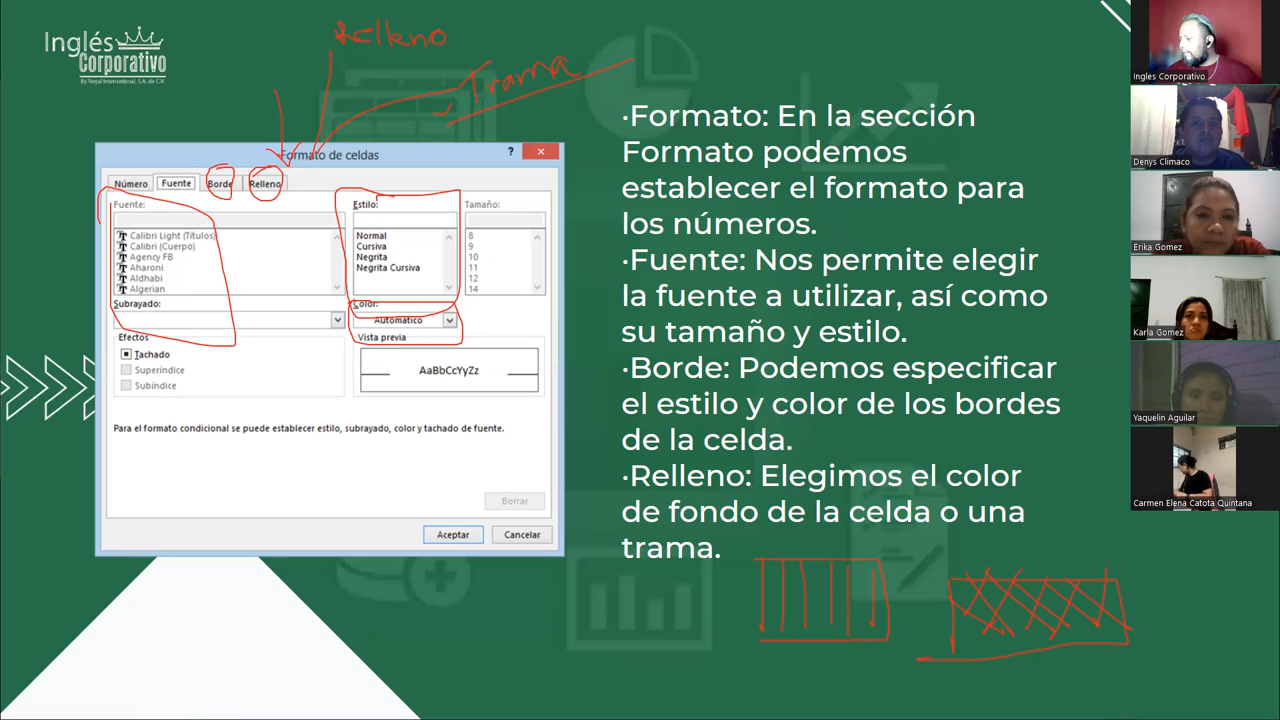 Inglés
Corporativo
By Repal International, S.A. de C.V.
Relleno
Trama
Formato de celdas
?
Número Fuente Borde Relleno
Fuente: Estilo: Tamaño:
Calibri Light (Títulos) Normal 8
Calibri (Cuerpo) Cursiva 9
Agency FB Negrita 10
Aharoni Negrita Cursiva 11
Aldhabi 12
Algerian 14
Subrayado: Color:
Automático
Efectos Vista previa
Tachado
Superíndice AaBbCcYyZz
Subíndice
Para el formato condicional se puede establecer estilo, subrayado, color y tachado de fuente.
Borrar
Aceptar Cancelar
·Formato: En la sección
Formato podemos
establecer el formato para
los números.
·Fuente: Nos permite elegir
la fuente a utilizar, así como
su tamaño y estilo.
·Borde: Podemos especificar
el estilo y color de los bordes
de la celda.
·Relleno: Elegimos el color
de fondo de la celda o una
trama.
Ingles Corporativo
Denys Climaco
Erika Gomez
Karla Gomez
Yaquelin Aguilar
Carmen Elena Catota Quintana